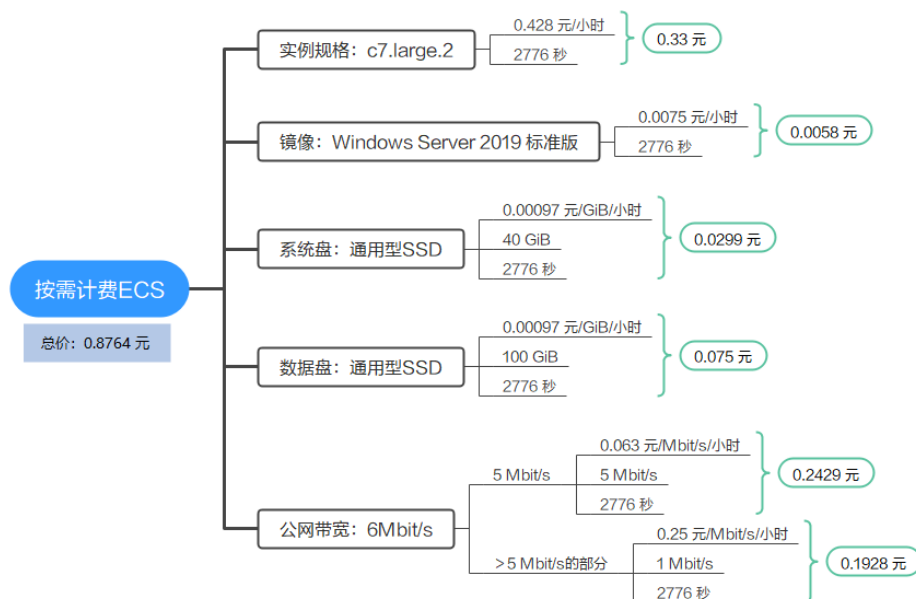 按需计费ECS
总价：0.8764 元
实例规格：c7.large.2
0.428 元/小时
2776 秒
0.33 元
镜像：Windows Server 2019 标准版
0.0075 元/小时
2776 秒
0.0058 元
系统盘：通用型SSD
0.00097 元/GiB/小时
40 GiB
2776 秒
0.0299 元
数据盘：通用型SSD
0.00097 元/GiB/小时
100 GiB
2776 秒
0.075 元
公网带宽：6Mbit/s
5 Mbit/s
0.063 元/Mbit/s/小时
5 Mbit/s
2776 秒
0.2429 元
＞5 Mbit/s的部分
0.25 元/Mbit/s/小时
1 Mbit/s
2776 秒
0.1928 元